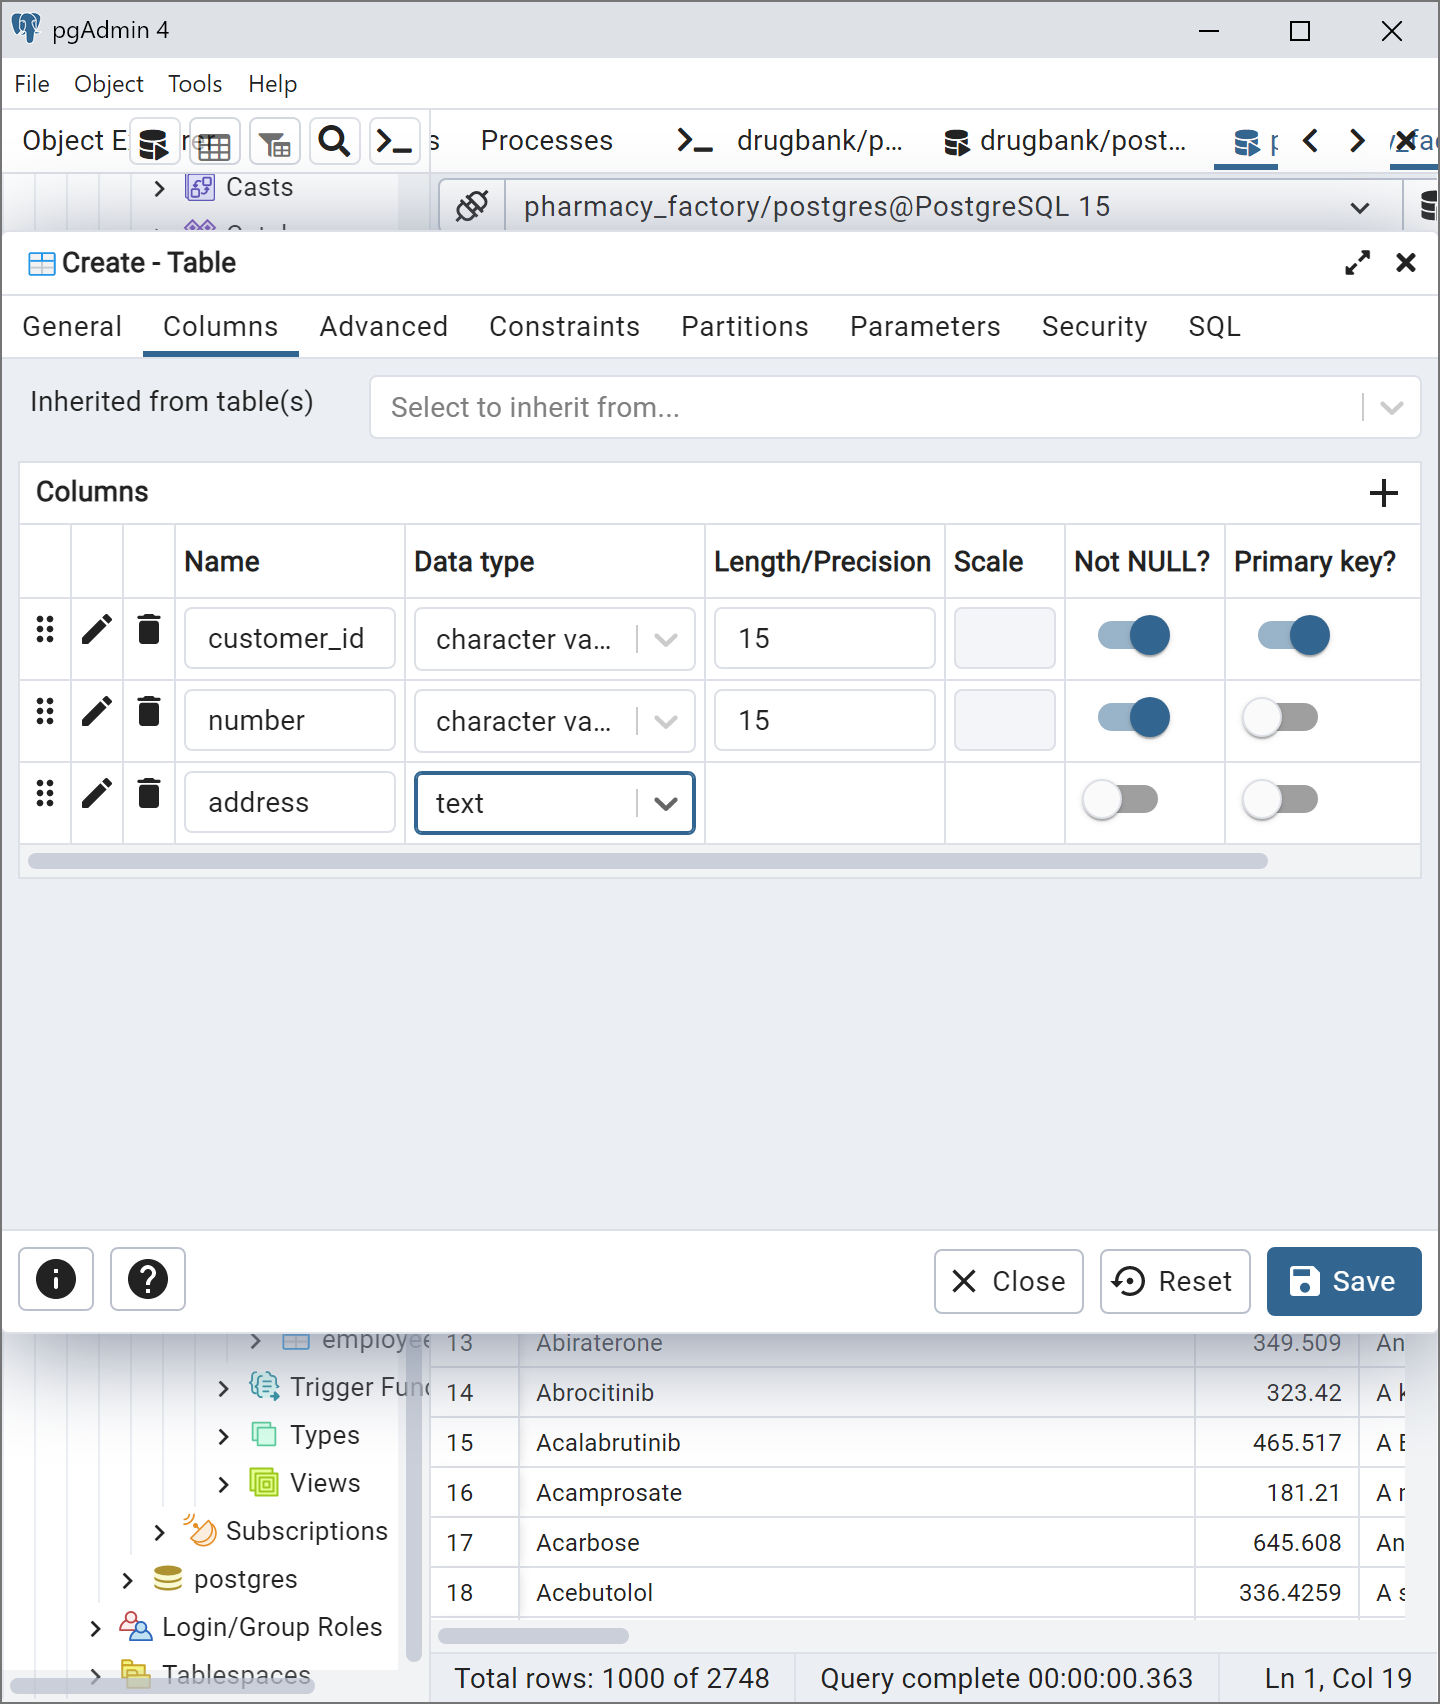 pgAdmin 4
File Object Tools Help
Object Processes drugbank/p... drugbank/post...
Casts
pharmacy_factory/postgres@PostgreSQL 15
Create - Table
General Columns Advanced Constraints Partitions Parameters Security SQL
Inherited from table(s) Select to inherit from...
Columns
Name Data type Length/Precision Scale Not NULL? Primary key?
customer_id character va... 15
number character va... 15
address text
Close Reset Save
employee 13 Abiraterone 349.509 An
Trigger Func 14 Abrocitinib 323.42 A k
15 Acalabrutinib 465.517 A
Types
16 Acamprosate 181.21 A
Views
17 Acarbose 645.608 An
Subscriptions
18 Acebutolol 336.4259 A s
postgres
Login/Group Roles
Tablespaces
Total rows: 1000 of 2748 Query complete 00:00:00.363 Ln 1, Col 19